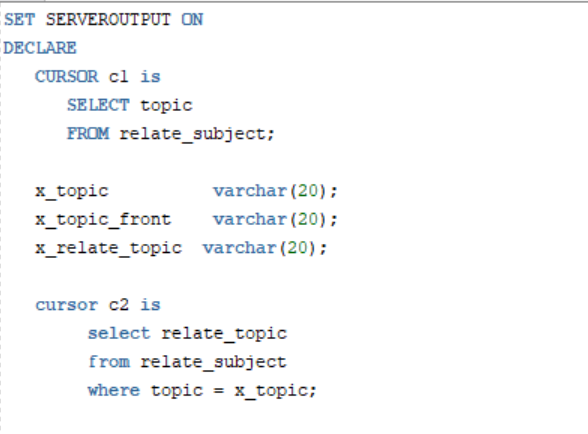 SET SERVEROUTPUT ON
DECLARE
CURSOR c1 is
SELECT topic
FROM relate_subject;
x_topic varchar(20);
x_topic_front varchar(20);
x_relate_topic varchar(20);
cursor c2 is
select relate_topic
from relate_subject
where topic = x_topic;